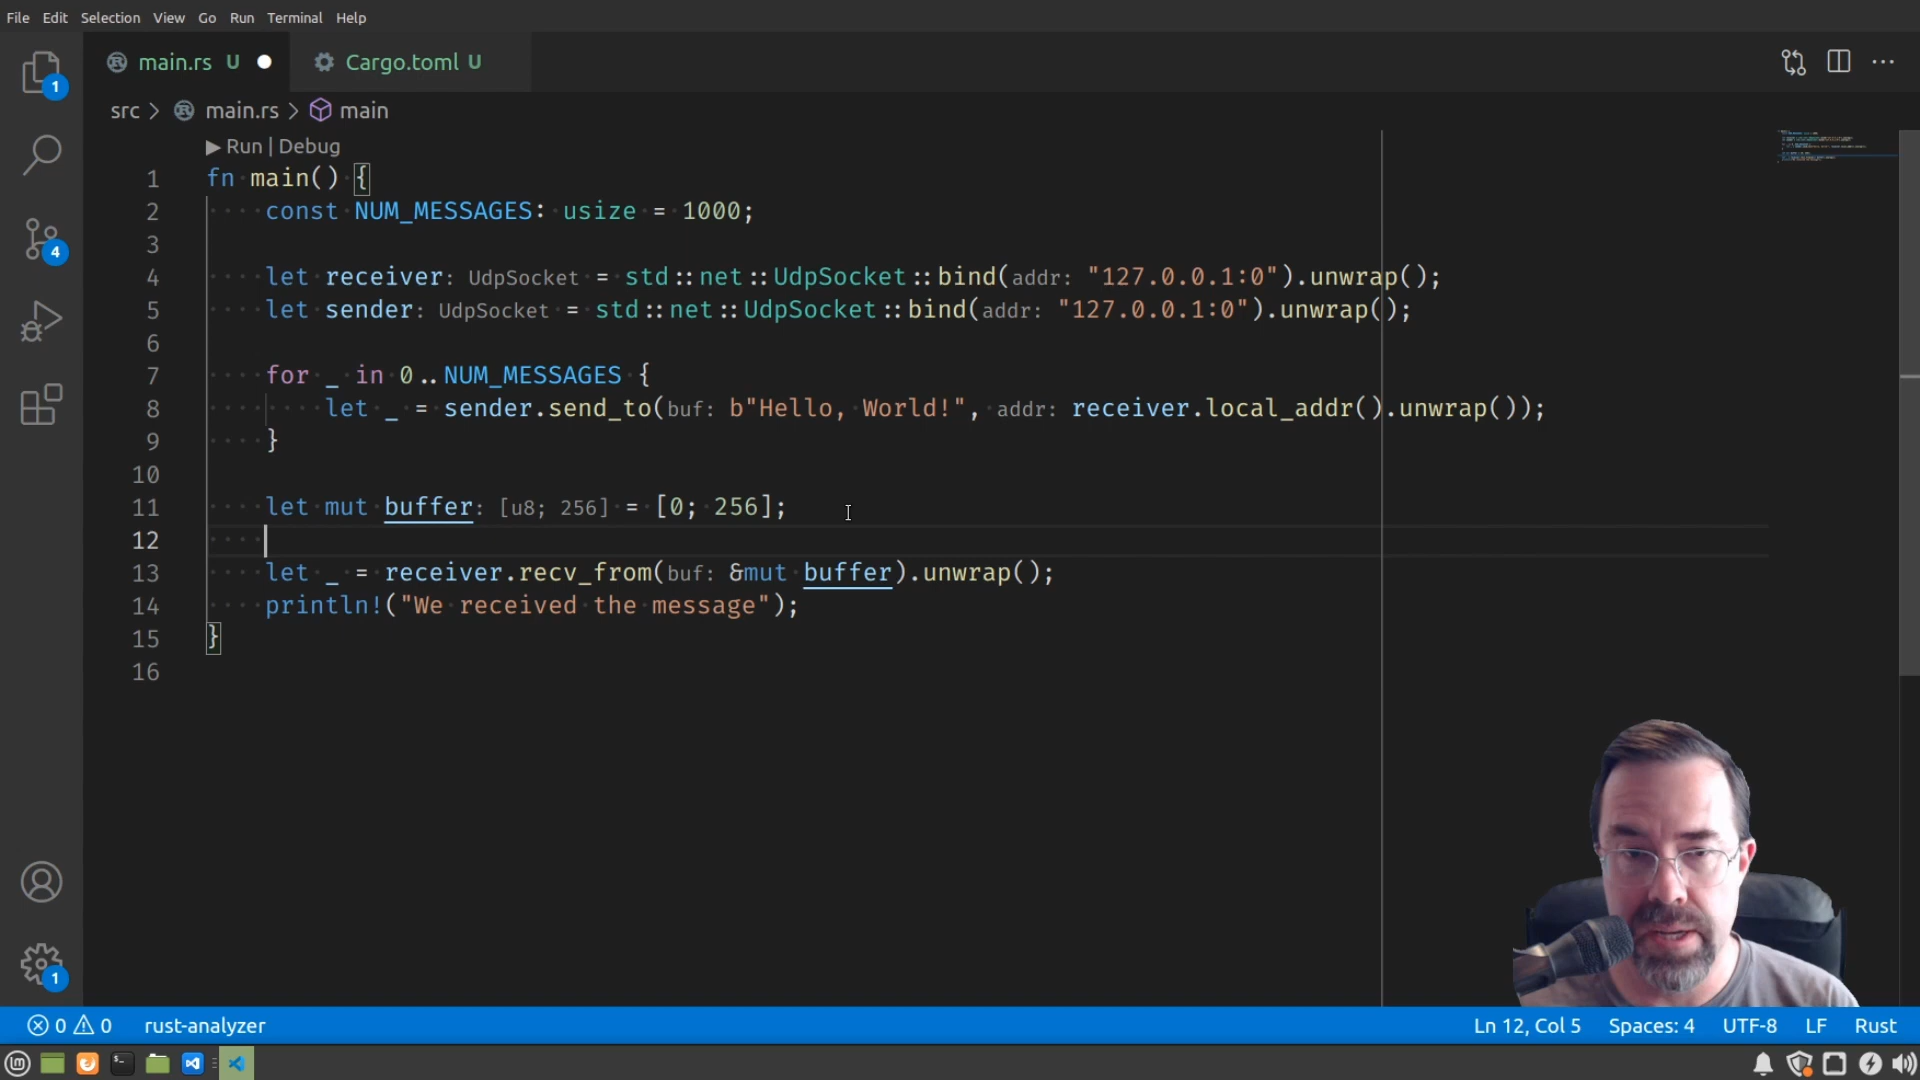 File Edit Selection View Go Run Terminal Help
main.rs U Cargo.toml U
1
src > main.rs > main
Run | Debug
1 fn main() {
2 const NUM_MESSAGES: usize = 1000;
3
4 let receiver: UdpSocket = std::net::UdpSocket::bind(addr: "127.0.0.1:0").unwrap();
5 let sender: UdpSocket = std::net::UdpSocket::bind(addr: "127.0.0.1:0").unwrap();
6
7 for _ in 0..NUM_MESSAGES {
8 let _ = sender.send_to(buf: b"Hello, World!", addr: receiver.local_addr().unwrap());
9 }
10
11 let mut buffer: [u8; 256] = [0; 256];
12
13 let _ = receiver.recv_from(buf: &mut buffer).unwrap();
14 println!("We received the message");
15 }
16
4
1
0 0 rust-analyzer Ln 12, Col 5 Spaces: 4 UTF-8 LF Rust